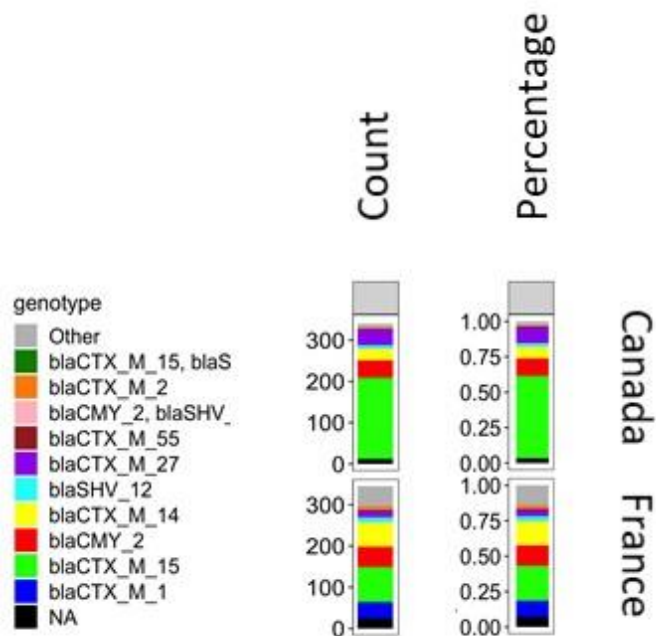 Count
Percentage
genotype
Other
blaCTX_M_15, blaS
blaCTX_M_2
blaCMY_2, blaSHV_
blaCTX_M_55
blaCTX_M_27
blaSHV_12
blaCTX_M_14
blaCMY_2
blaCTX_M_15
blaCTX_M_1
NA
300
200
100
0
1.00
0.75
0.50
0.25
0.00
Canada
300
200
100
0
1.00
0.75
0.50
0.25
0.00
France